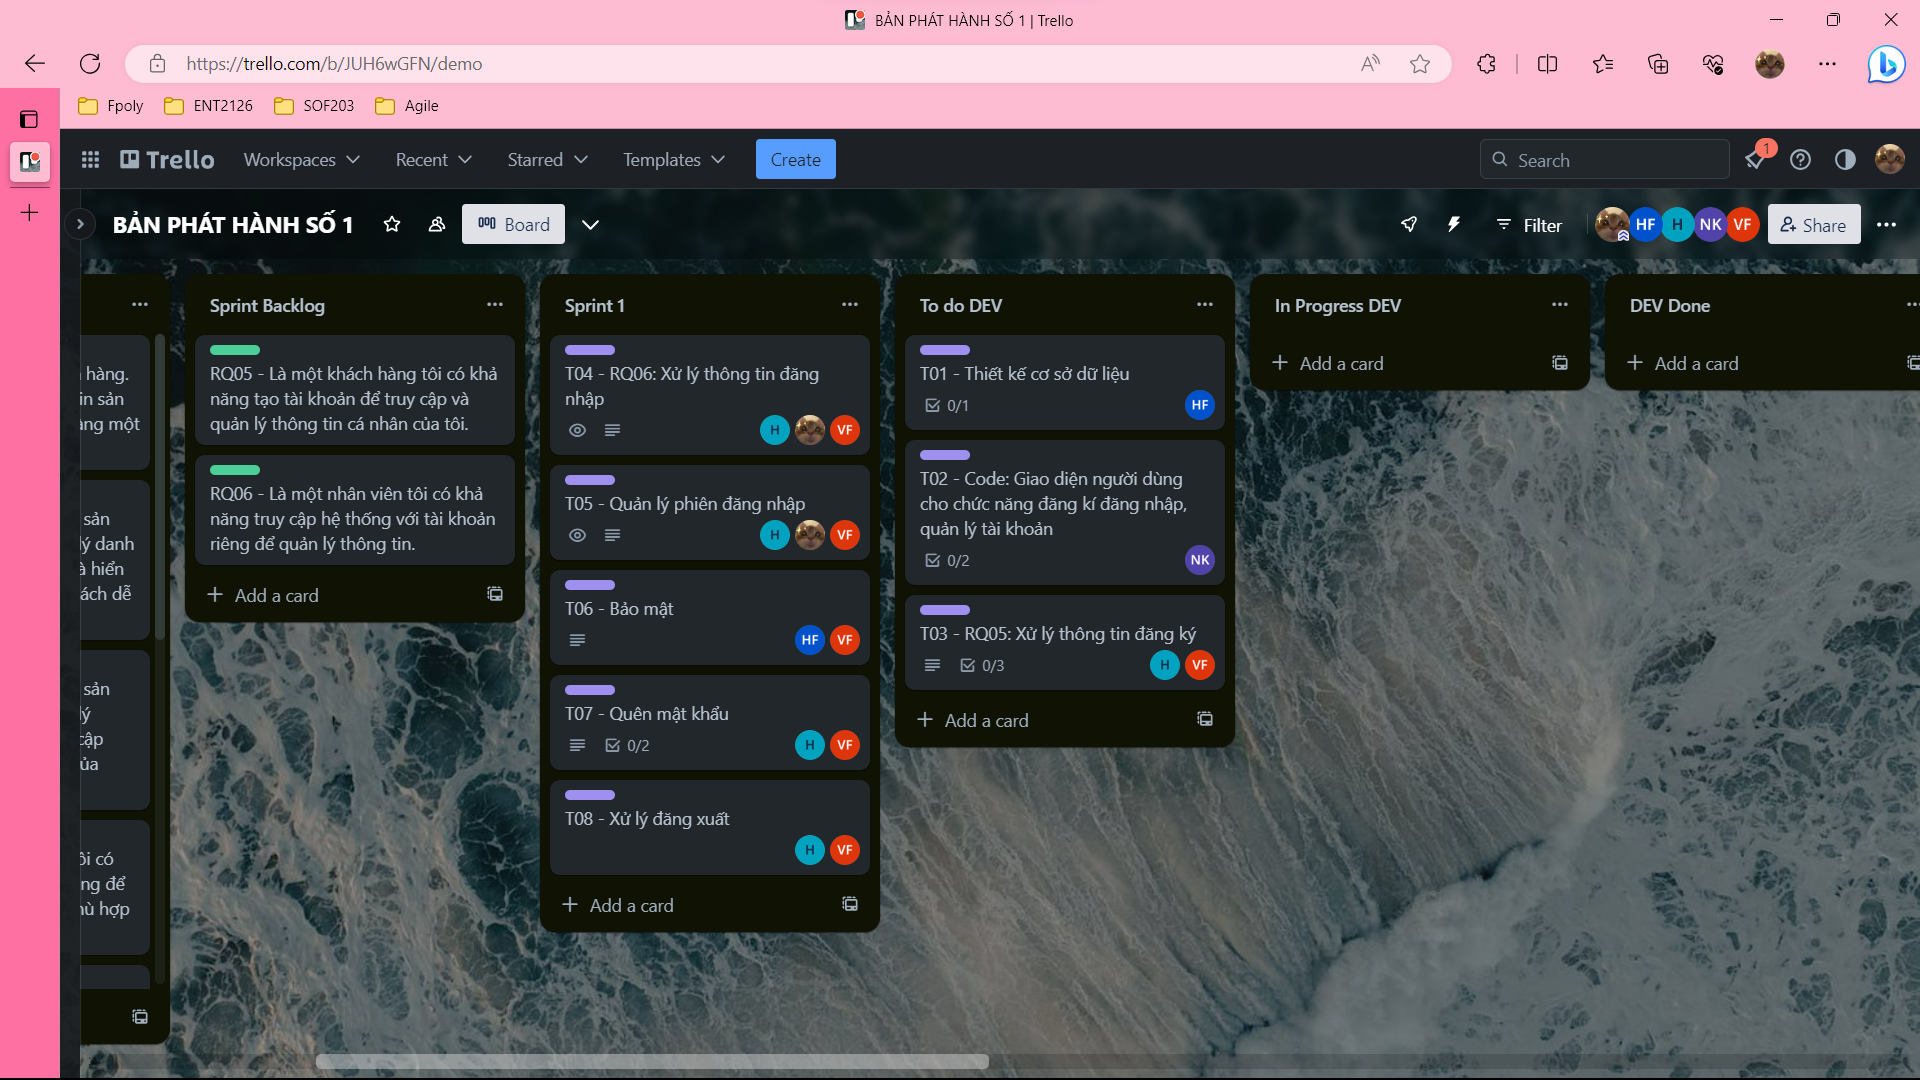 BẢN PHÁT HÀNH SỐ 1 | Trello
https://trello.com/b/JUH6wGFN/demo
Fpoly
ENT2126
SOF203
Agile
Trello
Workspaces
Recent
Starred
Templates
Create
Search
1
BẢN PHÁT HÀNH SỐ 1
Board
Filter
HF
H
NK
VF
Share
hàng.
in sản
ang một
sản
lý danh
à hiển
ách dễ
sản
lý
cập
ủa
ôi có
ng để
ù hợp
Sprint Backlog
RQ05 - Là một khách hàng tôi có khả
năng tạo tài khoản để truy cập và
quản lý thông tin cá nhân của tôi.
RQ06 - Là một nhân viên tôi có khả
năng truy cập hệ thống với tài khoản
riêng để quản lý thông tin.
Add a card
Sprint 1
T04 - RQ06: Xử lý thông tin đăng
nhập
H
VF
T05 - Quản lý phiên đăng nhập
H
VF
T06 - Bảo mật
HF
VF
T07 - Quên mật khẩu
0/2
H
VF
T08 - Xử lý đăng xuất
H
VF
Add a card
To do DEV
T01 - Thiết kế cơ sở dữ liệu
0/1
HF
T02 - Code: Giao diện người dùng
cho chức năng đăng kí đăng nhập,
quản lý tài khoản
0/2
NK
T03 - RQ05: Xử lý thông tin đăng ký
0/3
H
VF
Add a card
In Progress DEV
Add a card
DEV Done
Add a card